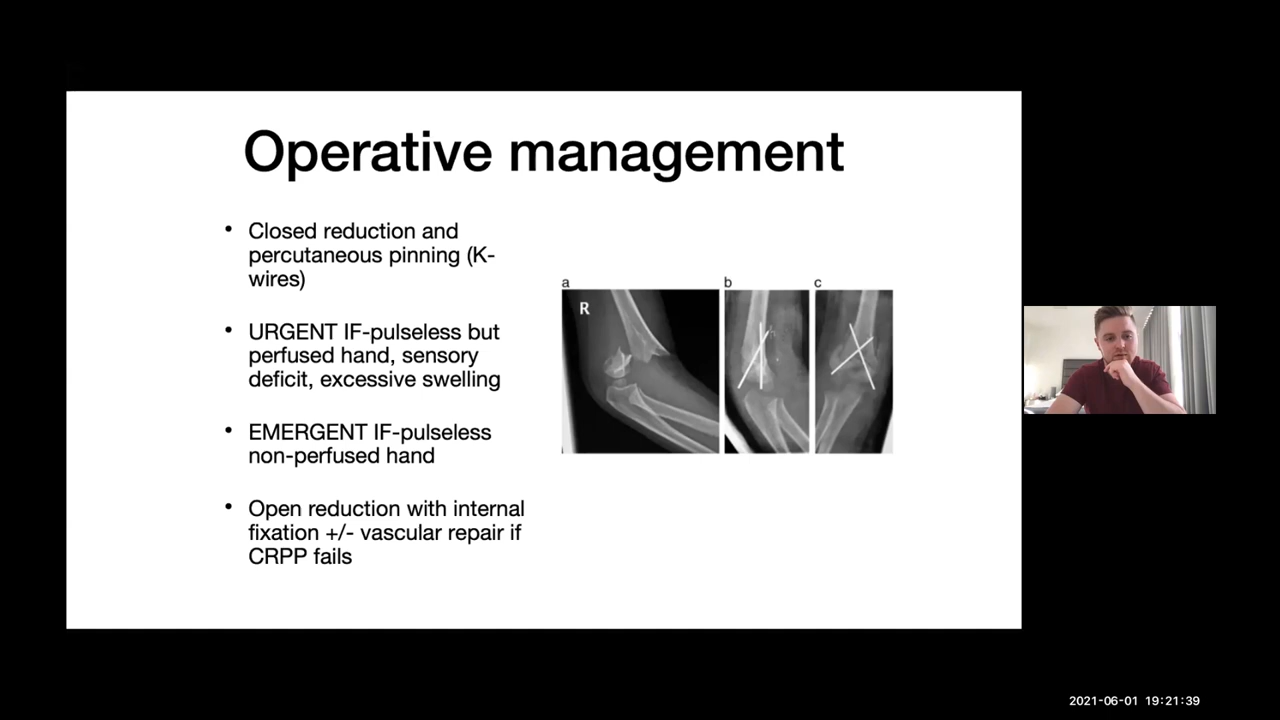 Operative management
• Closed reduction and
percutaneous pinning (K-
wires)
• URGENT IF-pulseless but
perfused hand, sensory
deficit, excessive swelling
• EMERGENT IF-pulseless
non-perfused hand
• Open reduction with internal
fixation +/- vascular repair if
CRPP fails
a b c
R
2021-06-01 19:21:39